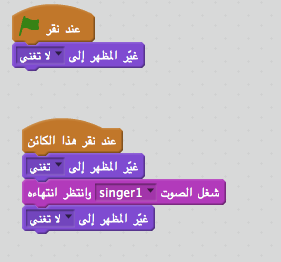 عند نقر
غيّر المظهر إلى لا تغني
عند نقر هذا الكائن
غيّر المظهر إلى تغني
شغل الصوت singer1 وانتظر انتهاءه
غيّر المظهر إلى لا تغني